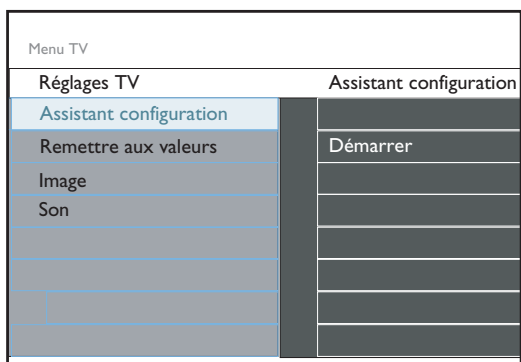 Menu TV
Réglages TV
Assistant configuration
Assistant configuration
Remettre aux valeurs
Démarrer
Image
Son